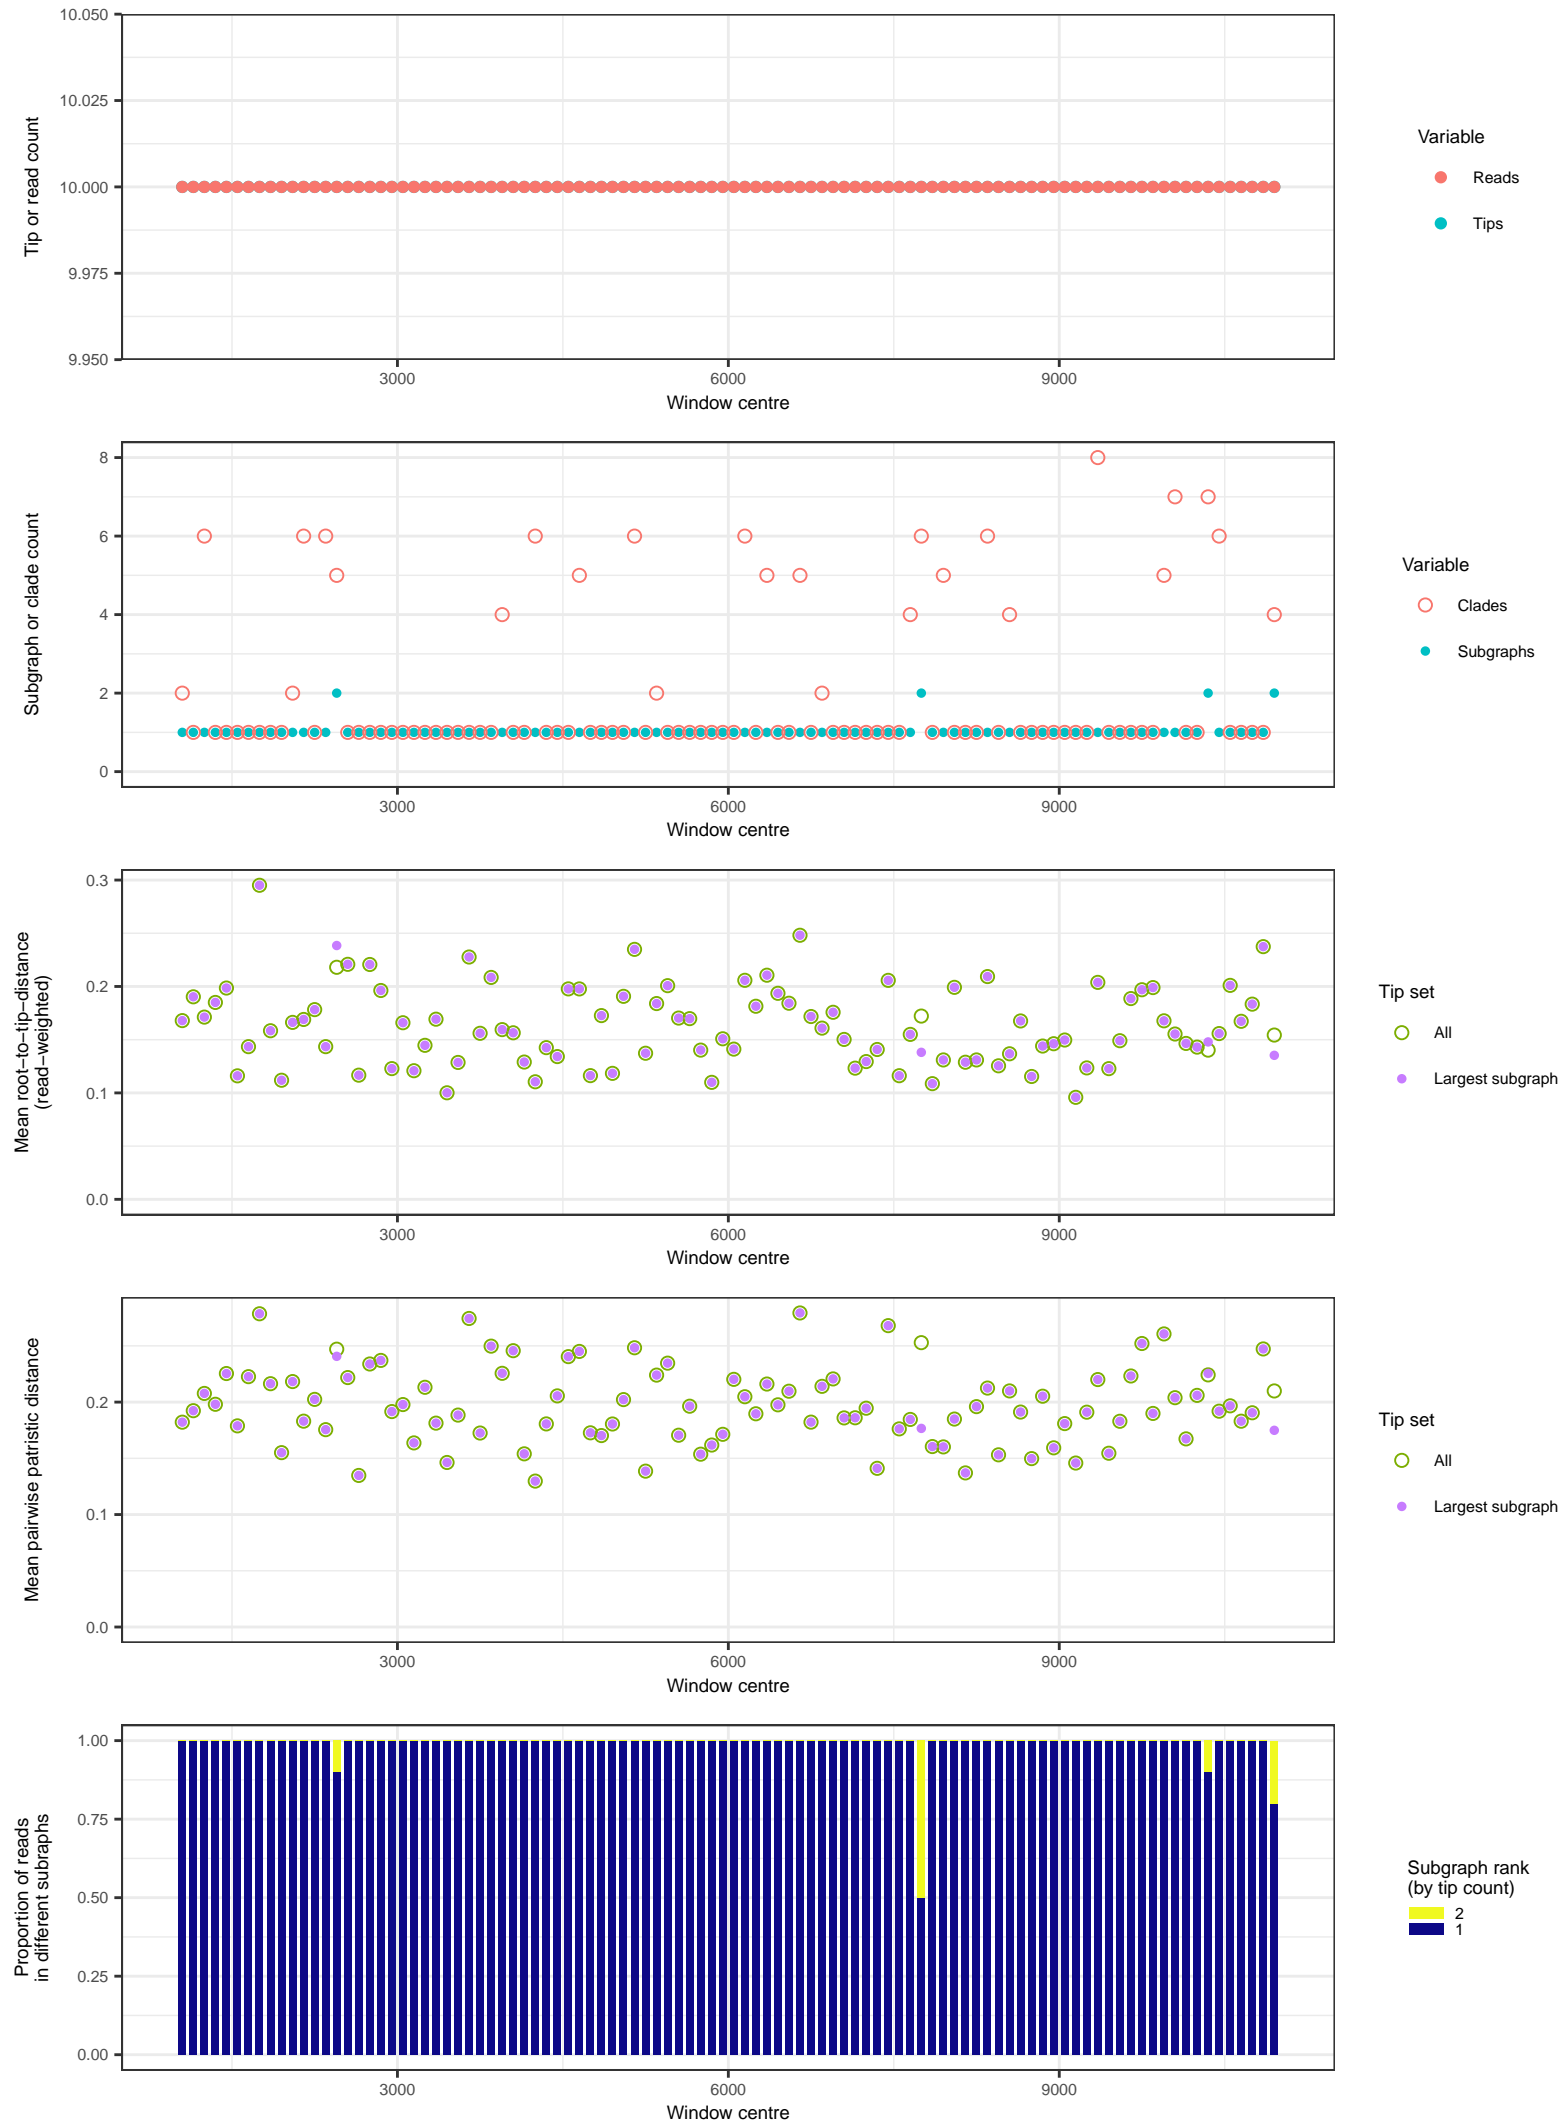 10.050
10.025
10.000
9.975
9.950
Tip or read count
3000 6000 9000
Window centre
Variable
Reads
Tips
8
6
4
2
0
Subgraph or clade count
3000 6000 9000
Window centre
Variable
Clades
Subgraphs
0.3
0.2
0.1
0.0
Mean root−to−tip−distance
(read−weighted)
3000 6000 9000
Window centre
Tip set
All
Largest subgraph
0.2
0.1
0.0
Mean pairwise patristic distance
3000 6000 9000
Window centre
Tip set
All
Largest subgraph
1.00
0.75
0.50
0.25
0.00
Proportion of reads
in different subraphs
3000 6000 9000
Window centre
Subgraph rank
(by tip count)
2
1